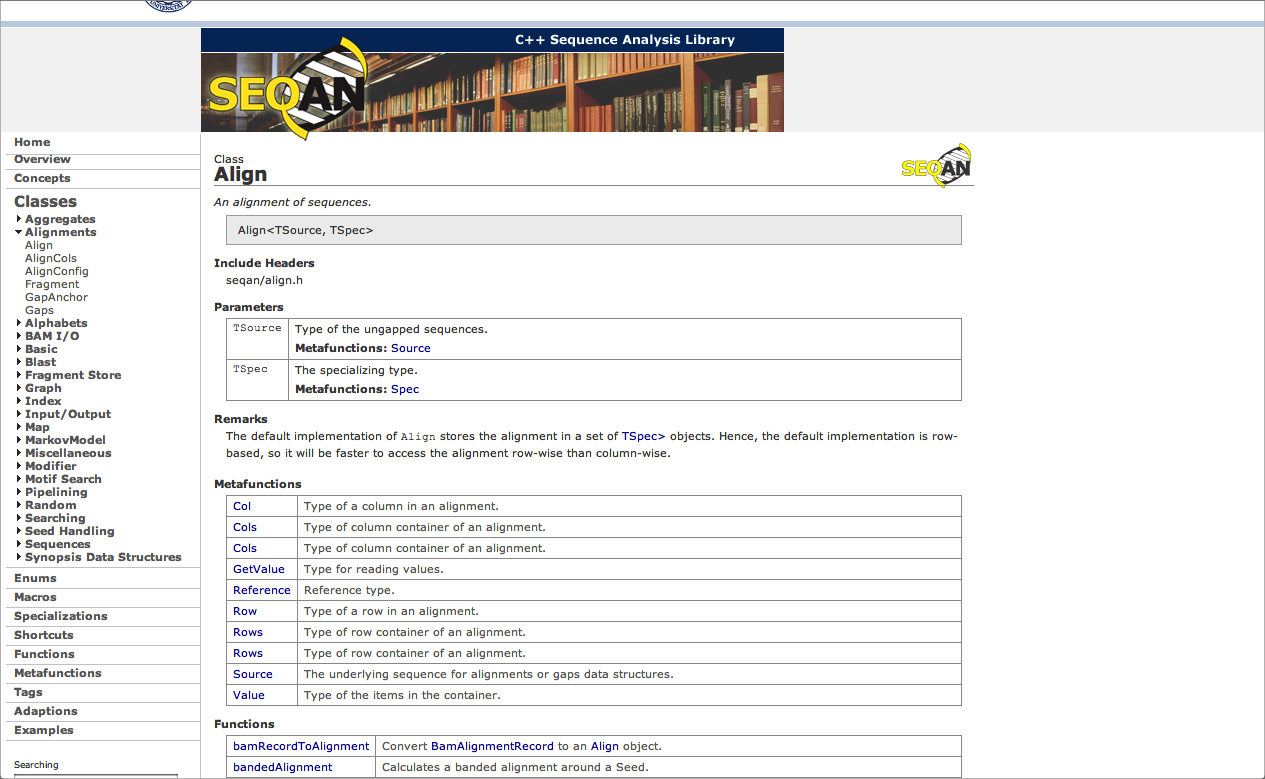 UNIVERSITÄT
C++ Sequence Analysis Library
SEQAN
Home
Overview
Concepts
Classes
Aggregates
Alignments
Align
AlignCols
AlignConfig
Fragment
GapAnchor
Gaps
Alphabets
BAM I/O
Basic
Blast
Fragment Store
Graph
Index
Input/Output
Map
MarkovModel
Miscellaneous
Modifier
Motif Search
Pipelining
Random
Searching
Seed Handling
Sequences
Synopsis Data Structures
Enums
Macros
Specializations
Shortcuts
Functions
Metafunctions
Tags
Adaptions
Examples
Searching
Class
Align
SEQAN
An alignment of sequences.
Align<TSource, TSpec>
Include Headers
seqan/align.h
Parameters
TSource Type of the ungapped sequences.
Metafunctions: Source
TSpec The specializing type.
Metafunctions: Spec
Remarks
The default implementation of Align stores the alignment in a set of TSpec> objects. Hence, the default implementation is row-
based, so it will be faster to access the alignment row-wise than column-wise.
Metafunctions
Col Type of a column in an alignment.
Cols Type of column container of an alignment.
Cols Type of column container of an alignment.
GetValue Type for reading values.
Reference Reference type.
Row Type of a row in an alignment.
Rows Type of row container of an alignment.
Rows Type of row container of an alignment.
Source The underlying sequence for alignments or gaps data structures.
Value Type of the items in the container.
Functions
bamRecordToAlignment Convert BamAlignmentRecord to an Align object.
bandedAlignment Calculates a banded alignment around a Seed.